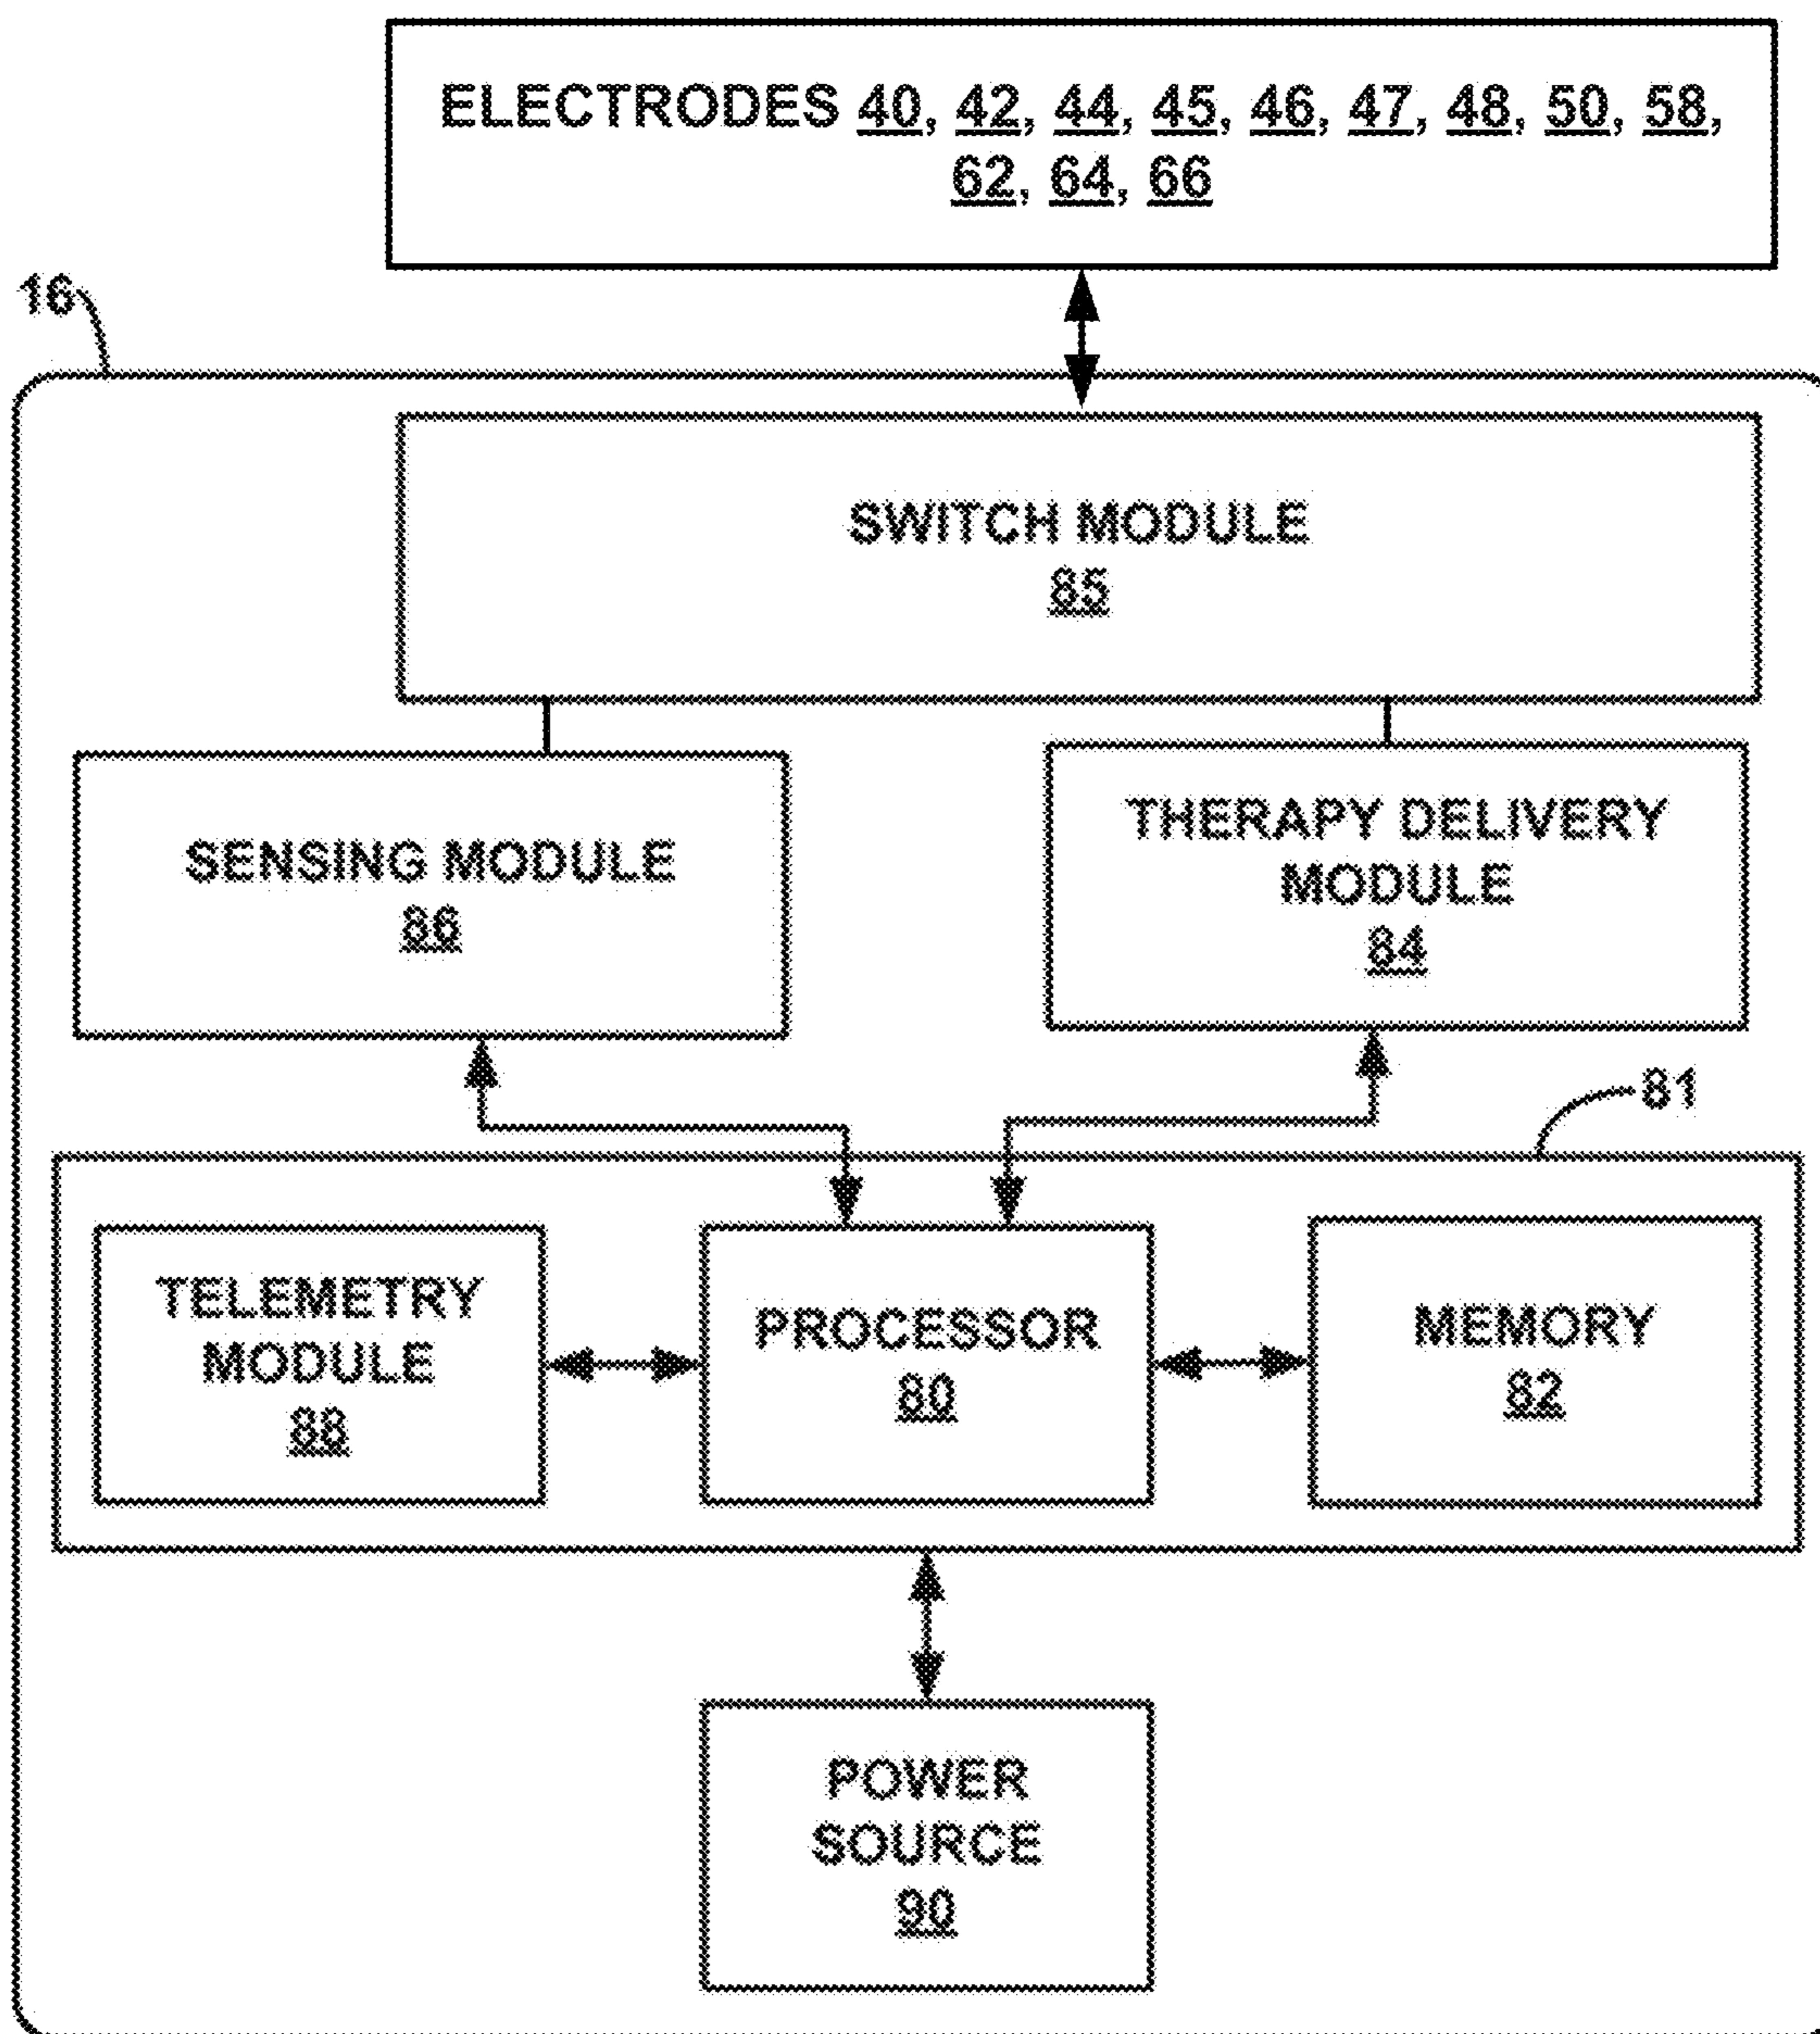 ELECTRODES 40, 42, 44, 45, 46, 47, 48, 50, 58,
62, 64, 66
16
SWITCH MODULE
85
SENSING MODULE
86
THERAPY DELIVERY
MODULE
84
81
TELEMETRY
MODULE
88
PROCESSOR
80
MEMORY
82
POWER
SOURCE
90